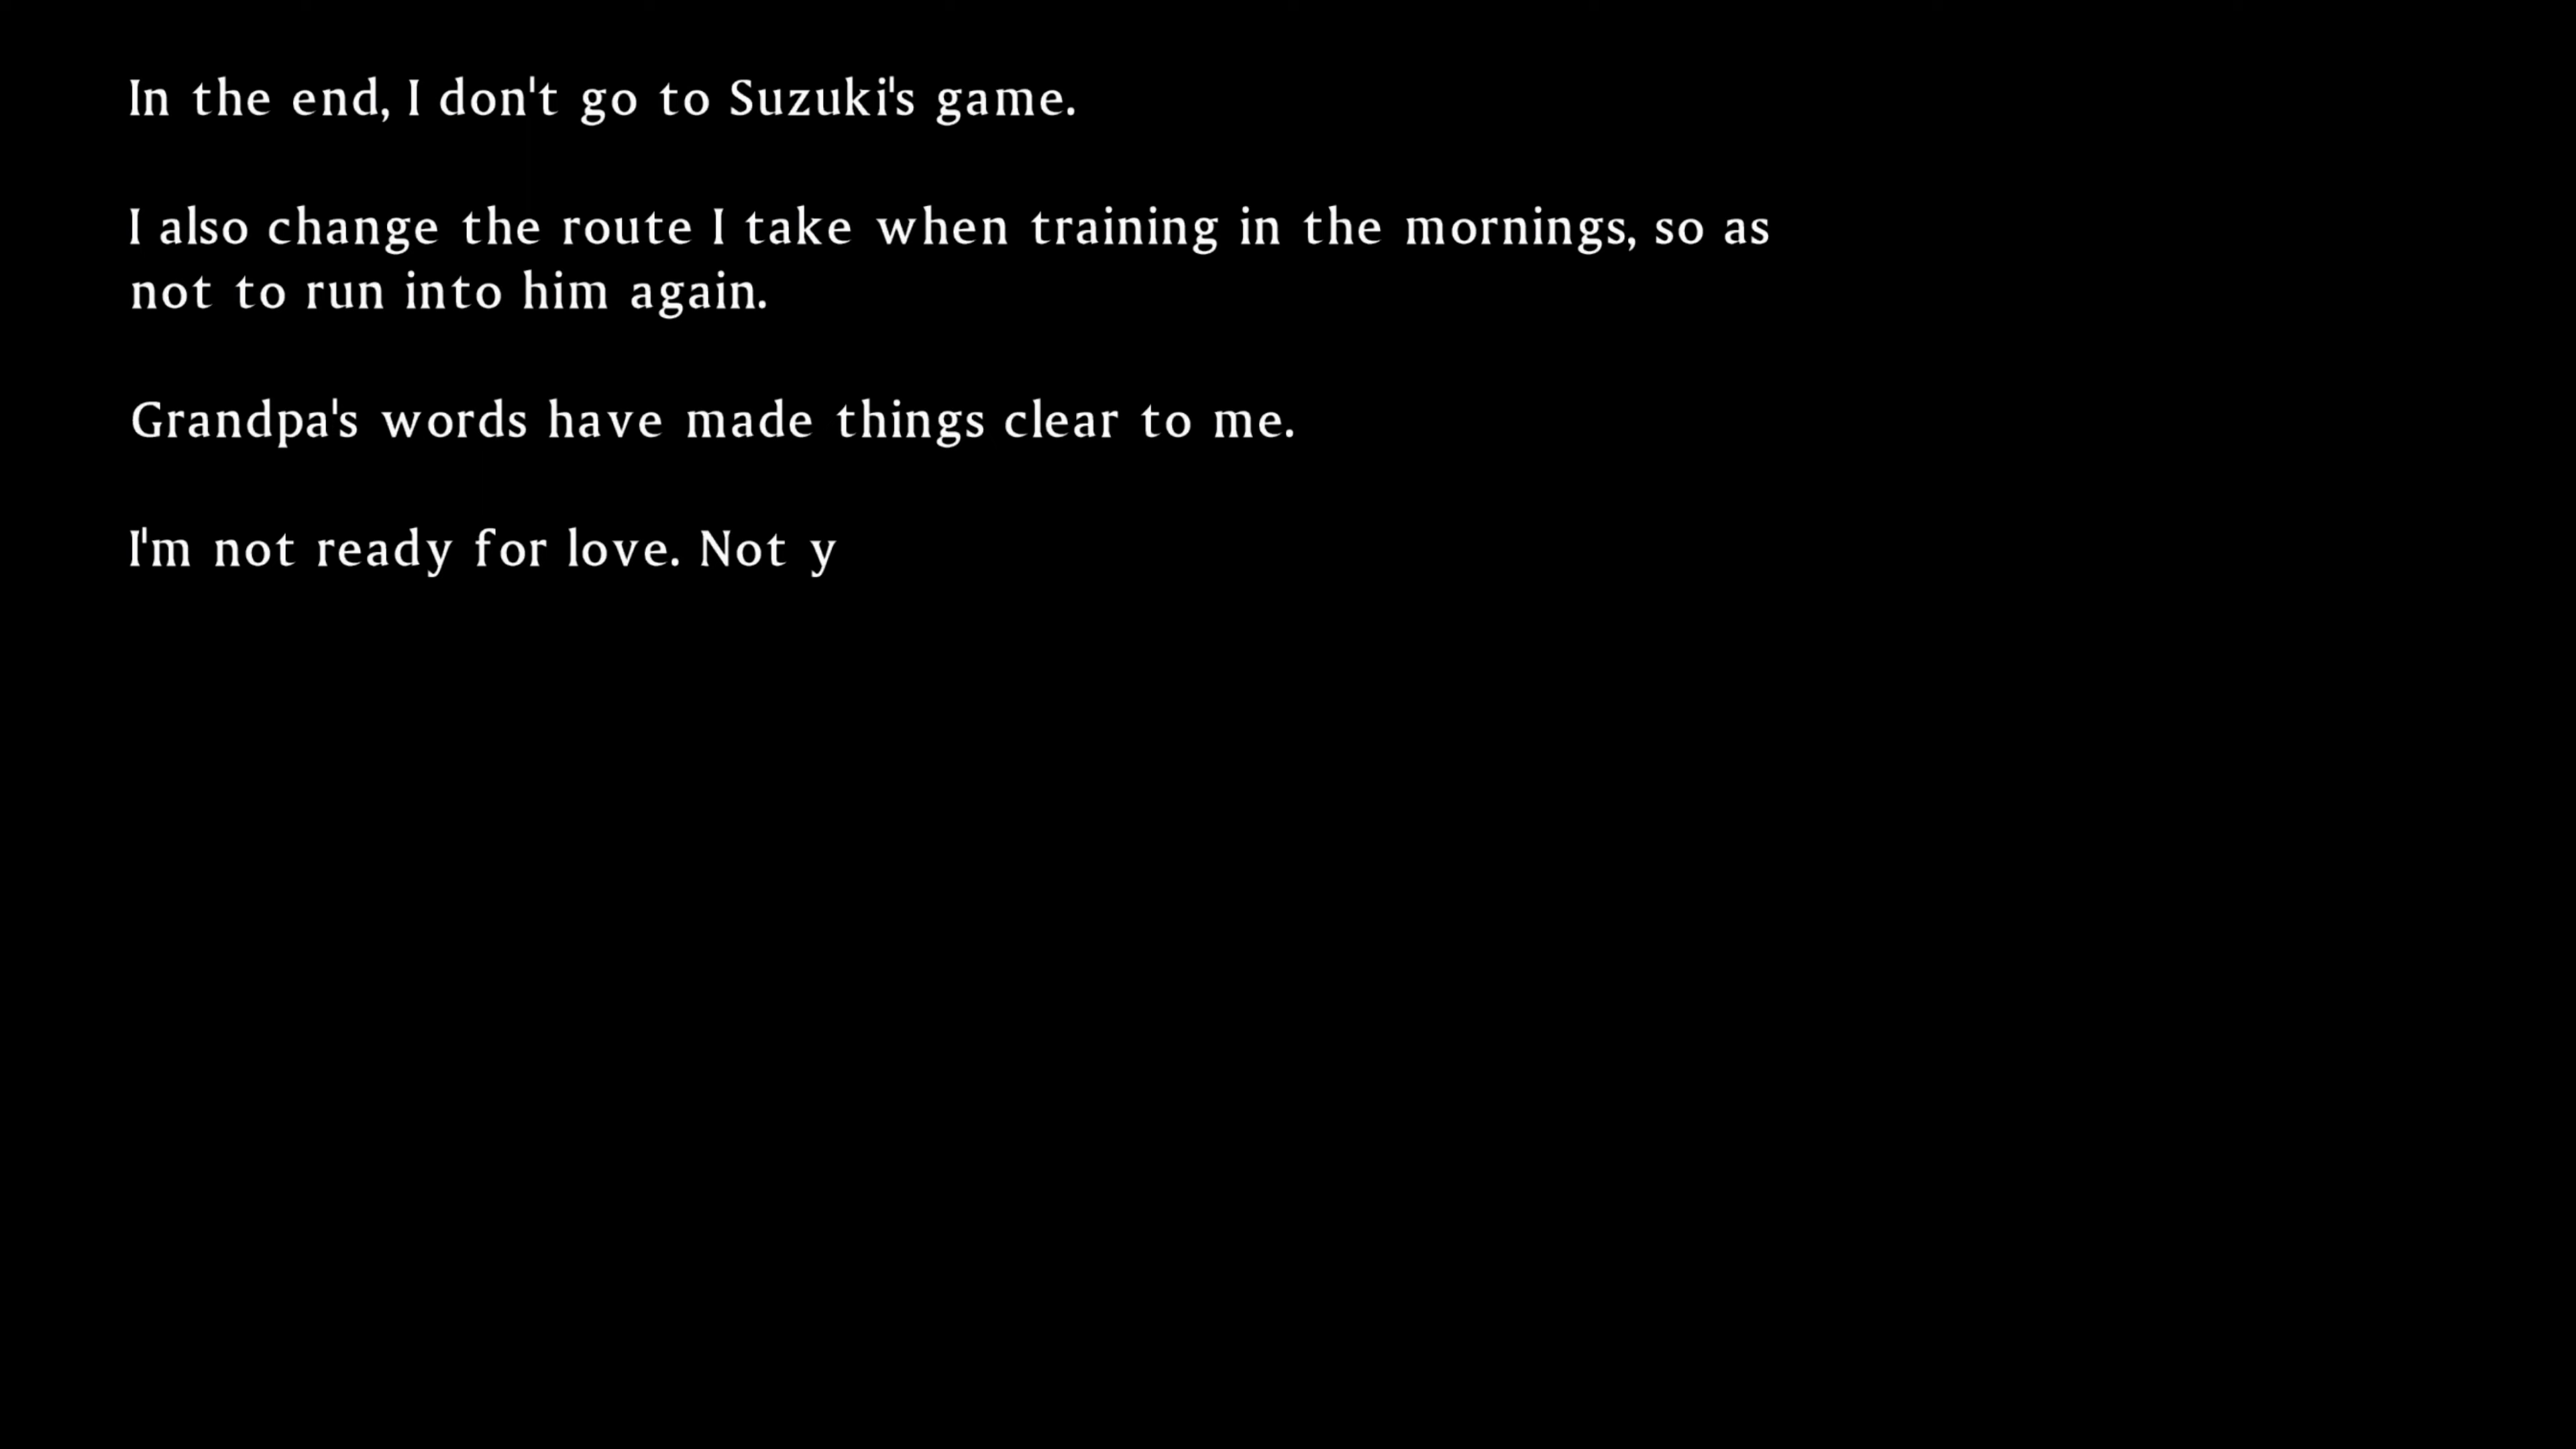 In the end, I don't go to Suzuki's game.
I also change the route I take when training in the mornings, so as
not to run into him again.
Grandpa's words have made things clear to me.
I'm not ready for love. Not y